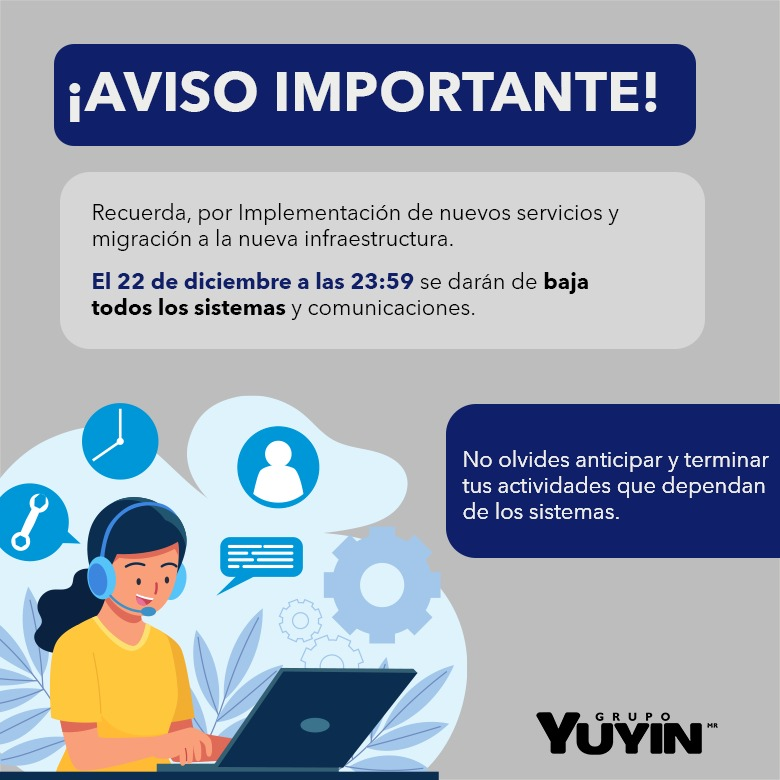 ¡AVISO IMPORTANTE!
Recuerda, por Implementación de nuevos servicios y
migración a la nueva infraestructura.
El 22 de diciembre a las 23:59 se darán de baja
todos los sistemas y comunicaciones.
No olvides anticipar y terminar
tus actividades que dependan
de los sistemas.
GRUPO
YUYIN MR